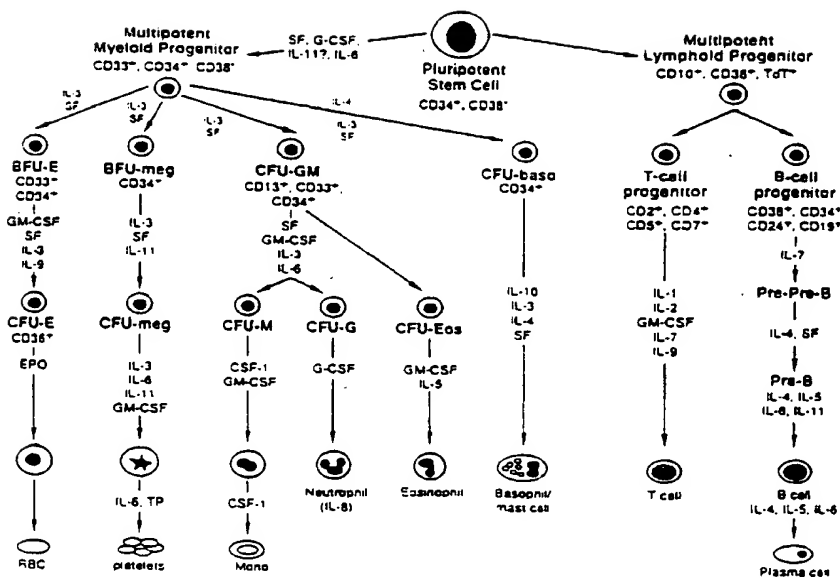 Multipotent
Myeloid Progenitor
CD33⁺, CD34⁺ CD38⁻
SF, G-CSF,
IL-11?, IL-6
Pluripotent
Stem Cell
CD34⁺, CD38⁻
Multipotent
Lymphoid Progenitor
CD10⁺, CD38⁺, TdT⁺
IL-3
SF
IL-3
SF
IL-3
SF
IL-4
IL-3
SF
BFU-E
CD33⁺
CD34⁺
BFU-meg
CD34⁺
CFU-GM
CD13⁺, CD33⁺,
CD34⁺
CFU-baso
CD34⁺
T-cell
progenitor
CD2⁺, CD4⁺
CD5⁺, CD7⁺
B-cell
progenitor
CD38⁺, CD34⁺
CD24⁺, CD19⁺
GM-CSF
SF
IL-3
IL-9
IL-3
SF
IL-11
SF
GM-CSF
IL-3
IL-6
IL-10
IL-3
IL-4
SF
IL-1
IL-2
GM-CSF
IL-7
IL-9
IL-7
Pre-Pre-B
IL-4, SF
Pre-B
IL-4, IL-5
IL-6, IL-11
CFU-E
CD36⁺
CFU-meg
CFU-M
CFU-G
CFU-Eos
EPO
IL-3
IL-6
IL-11
GM-CSF
CSF-1
GM-CSF
G-CSF
GM-CSF
IL-5
Neutrophil
(IL-8)
Eosinophil
Basophil/
mast cell
T cell
B cell
IL-4, IL-5, IL-6
IL-6, TP
CSF-1
RBC
platelets
Mono
Plasma cell